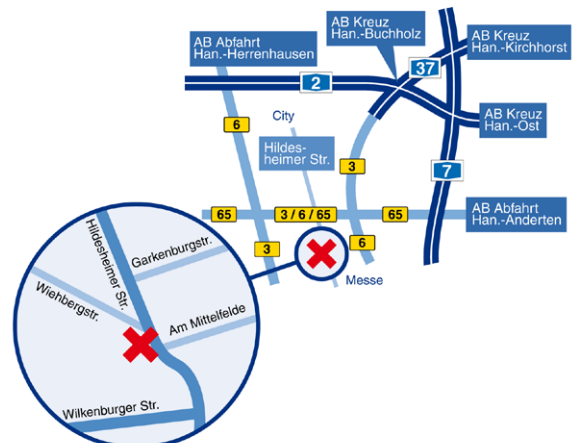 AB Kreuz
Han.-Buchholz
AB Abfahrt
Han.-Herrenhausen
AB Kreuz
Han.-Kirchhorst
37
2
City
AB Kreuz
Han.-Ost
6
Hildes-
heimer Str.
3
7
65
3 / 6 / 65
65
AB Abfahrt
Han.-Anderten
3
6
Messe
Hildesheimer Str.
Garkenburgstr.
Wiehbergstr.
Am Mittelfelde
Wilkenburger Str.